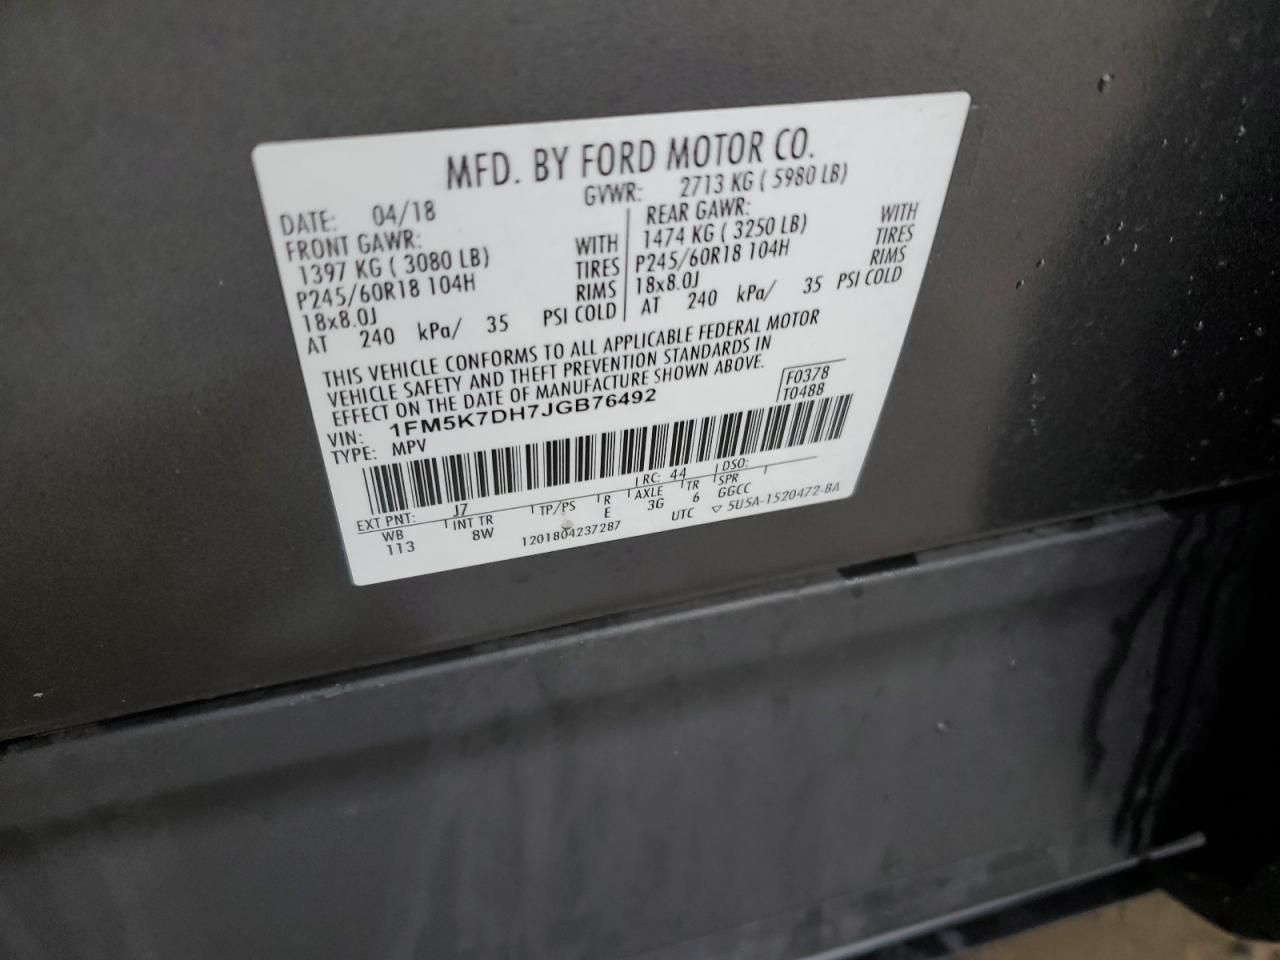 MFD. BY FORD MOTOR CO.
DATE: 04/18 GVWR: 2713 KG ( 5980 LB)
FRONT GAWR: REAR GAWR:
1397 KG ( 3080 LB) WITH 1474 KG ( 3250 LB) WITH
P245/60R18 104H TIRES P245/60R18 104H TIRES
18x8.0J RIMS 18x8.0J RIMS
AT 240 kPa/ 35 PSI COLD AT 240 kPa/ 35 PSI COLD
THIS VEHICLE CONFORMS TO ALL APPLICABLE FEDERAL MOTOR
VEHICLE SAFETY AND THEFT PREVENTION STANDARDS IN
EFFECT ON THE DATE OF MANUFACTURE SHOWN ABOVE.
F0378
VIN: 1FM5K7DH7JGB76492 T0488
TYPE: MPV
EXT PNT: J7 RC: 44 DSO:
WB INT TR TP/PS R AXLE TR SPR
113 8W E 3G 6 GGCC
1201804237287 UTC ▽ 5U5A-1520472-BA